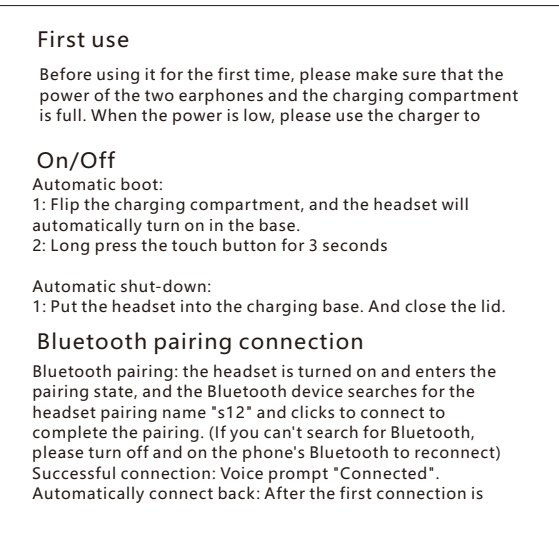 First use
Before using it for the first time, please make sure that the
power of the two earphones and the charging compartment
is full. When the power is low, please use the charger to
On/Off
Automatic boot:
1: Flip the charging compartment, and the headset will
automatically turn on in the base.
2: Long press the touch button for 3 seconds
Automatic shut-down:
1: Put the headset into the charging base. And close the lid.
Bluetooth pairing connection
Bluetooth pairing: the headset is turned on and enters the
pairing state, and the Bluetooth device searches for the
headset pairing name "s12" and clicks to connect to
complete the pairing. (If you can't search for Bluetooth,
please turn off and on the phone's Bluetooth to reconnect)
Successful connection: Voice prompt "Connected".
Automatically connect back: After the first connection is